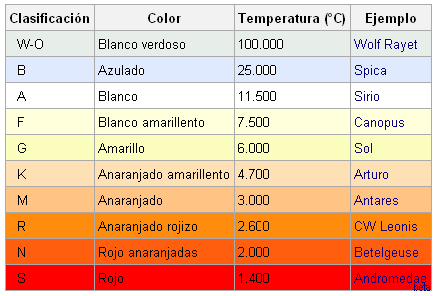 Clasificación Color Temperatura (°C) Ejemplo
W-O Blanco verdoso 100.000 Wolf Rayet
B Azulado 25.000 Spica
A Blanco 11.500 Sirio
F Blanco amarillento 7.500 Canopus
G Amarillo 6.000 Sol
K Anaranjado amarillento 4.700 Arturo
M Anaranjado 3.000 Antares
R Anaranjado rojizo 2.600 CW Leonis
N Rojo anaranjadas 2.000 Betelgeuse
S Rojo 1.400 Andromedae